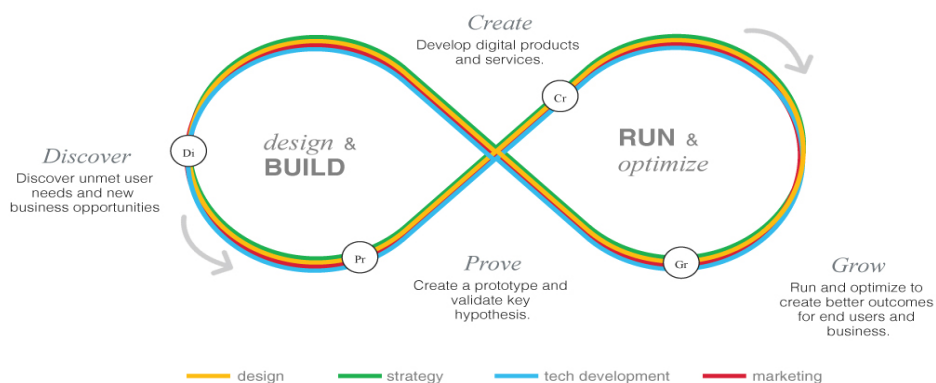 Create
Develop digital products
and services.
Cr
Di
design &
BUILD
RUN &
optimize
Discover
Discover unmet user
needs and new
business opportunities
Pr
Prove
Create a prototype and
validate key
hypothesis.
Gr
Grow
Run and optimize to
create better outcomes
for end users and
business.
design
strategy
tech development
marketing